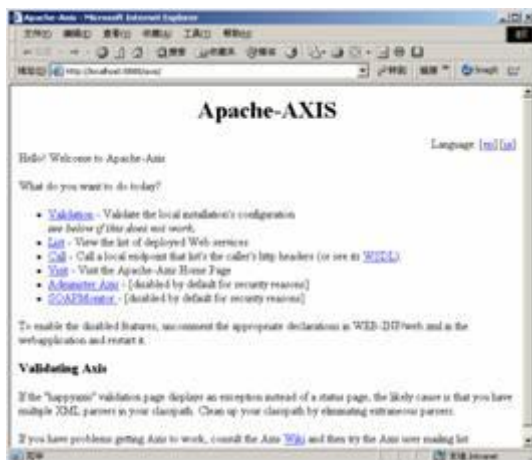 Apache-Axis - Microsoft Internet Explorer
Apache-AXIS
Language: [en] [ja]
Hello! Welcome to Apache-Axis
What do you want to do today?
Validation - Validate the local installation's configuration
see below if this does not work.
List - View the list of deployed Web services
Call - Call a local endpoint that list's the caller's http headers (or see its WSDL).
Visit - Visit the Apache-Axis Home Page
Administer Axis - [disabled by default for security reasons]
SOAPMonitor - [disabled by default for security reasons]
To enable the disabled features, uncomment the appropriate declarations in WEB-INF/web.xml in the
webapplication and restart it.
Validating Axis
If the "happyaxis" validation page displays an exception instead of a status page, the likely cause is that you have
multiple XML parsers in your classpath. Clean up your classpath by eliminating extraneous parsers.
If you have problems getting Axis to work, consult the Axis Wiki and then try the Axis user mailing list